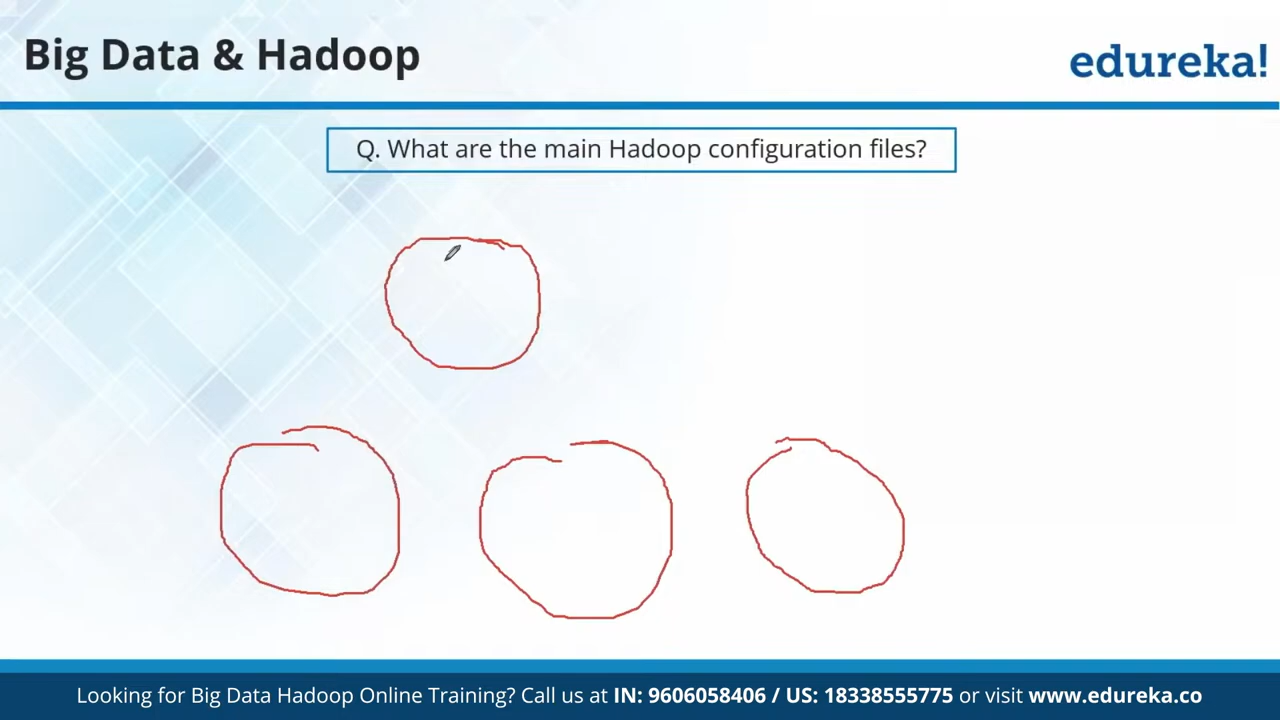 Big Data & Hadoop
edureka!
Q. What are the main Hadoop configuration files?
Looking for Big Data Hadoop Online Training? Call us at IN: 9606058406 / US: 18338555775 or visit www.edureka.co